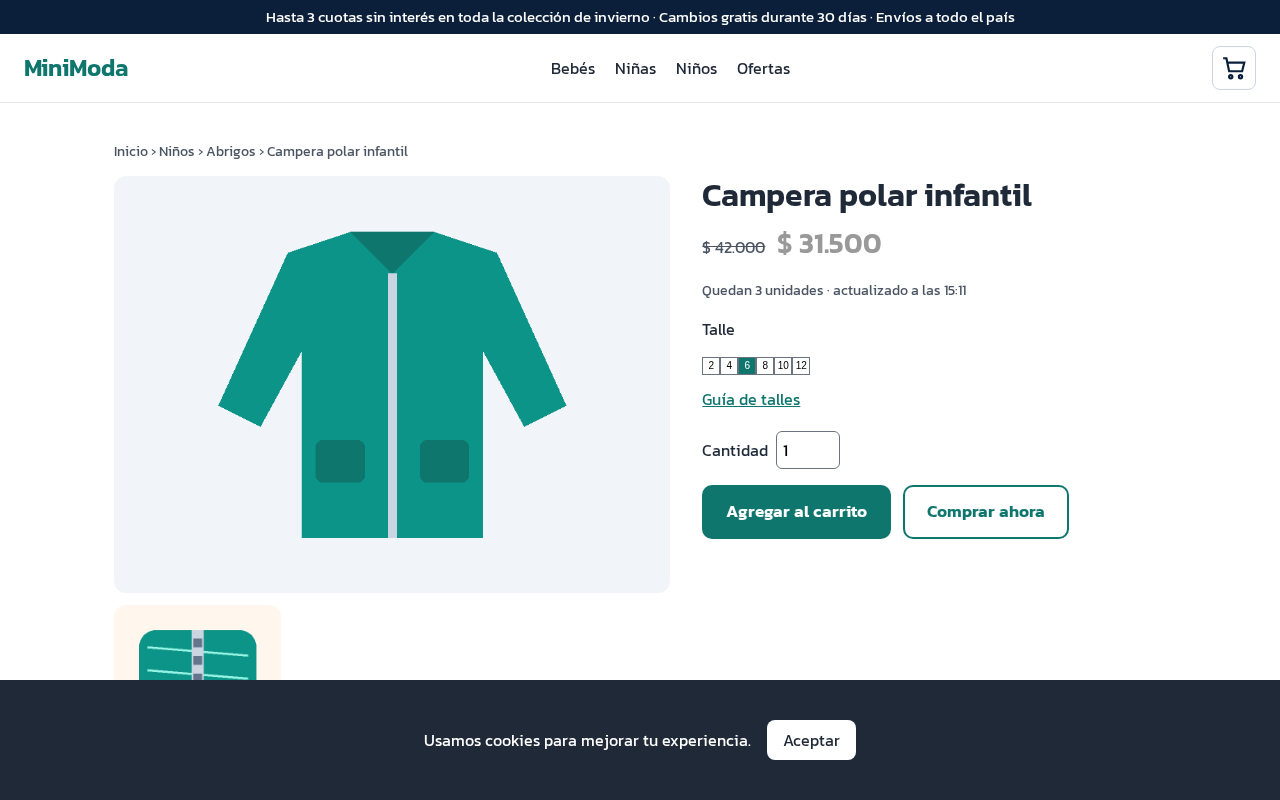 Hasta 3 cuotas sin interés en toda la colección de invierno · Cambios gratis durante 30 días · Envíos a todo el país
MiniModa
Bebés Niñas Niños Ofertas
Inicio › Niños › Abrigos › Campera polar infantil
Campera polar infantil
$ 42.000 $ 31.500
Quedan 3 unidades · actualizado a las 15:11
Talle
2 4 6 8 10 12
Guía de talles
Cantidad 1
Agregar al carrito Comprar ahora
Usamos cookies para mejorar tu experiencia. Aceptar